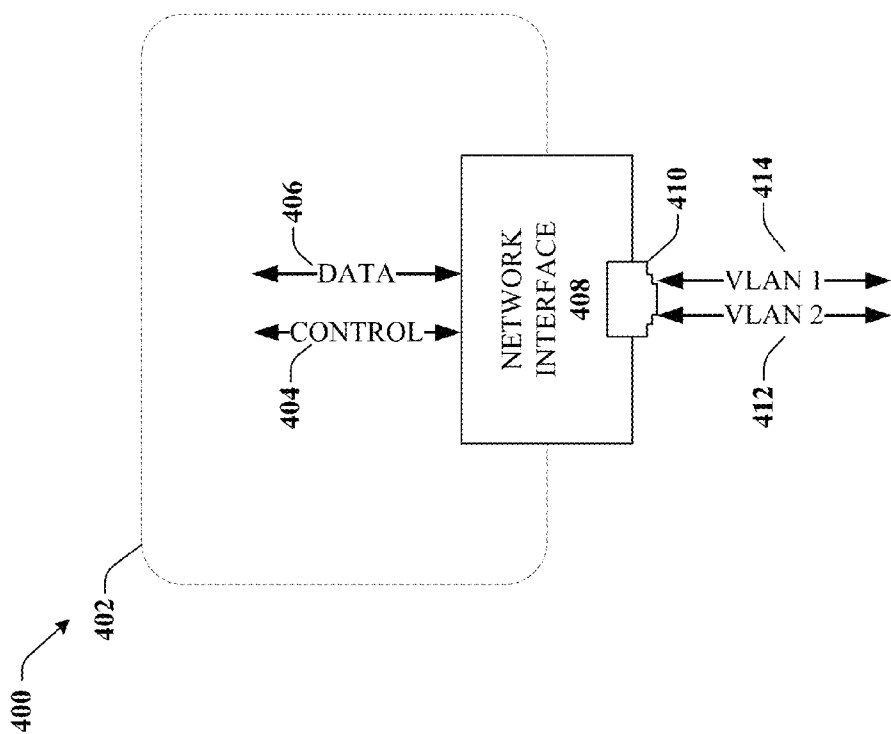 400
402
406
DATA
CONTROL
404
NETWORK
INTERFACE
408
410
414
VLAN 1
VLAN 2
412